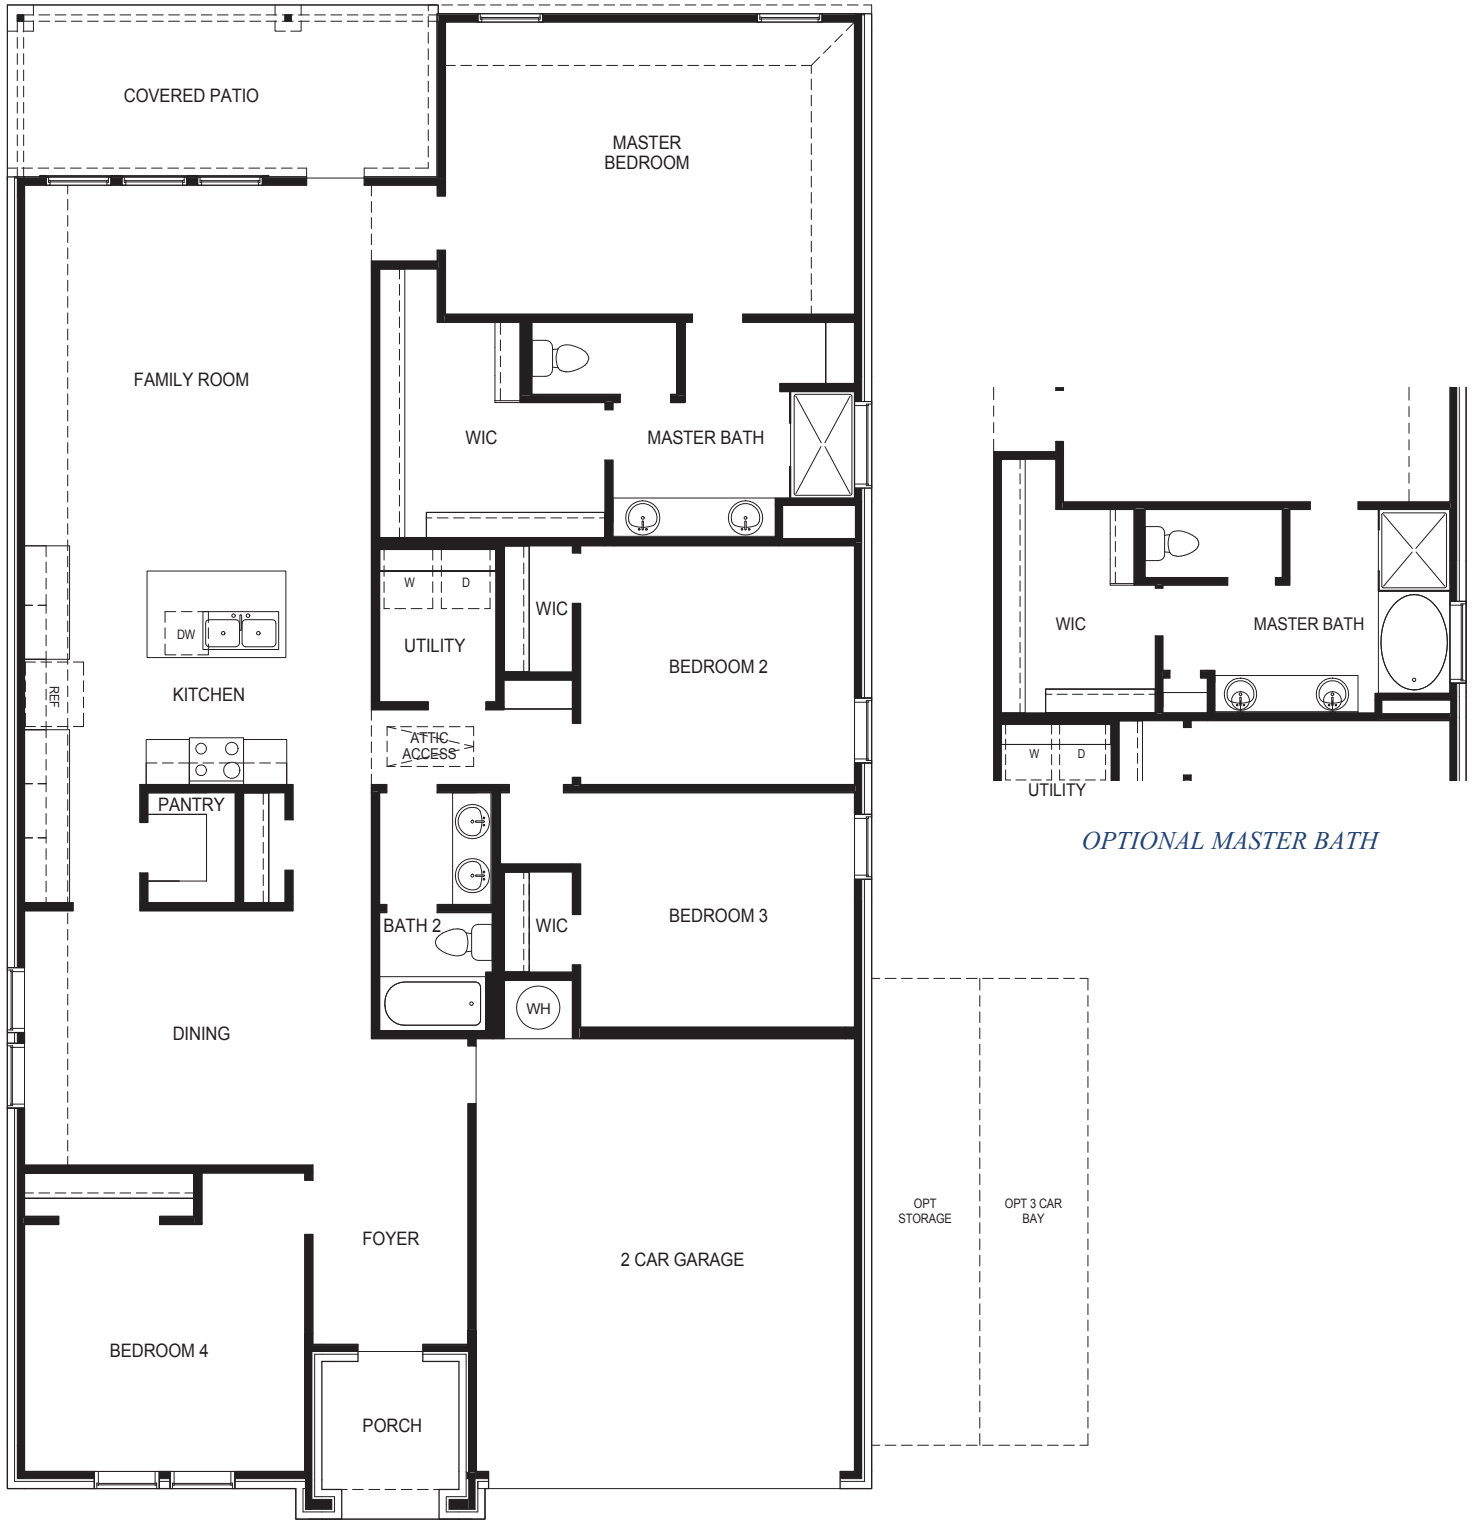 COVERED PATIO
MASTER
BEDROOM
FAMILY ROOM
WIC
MASTER BATH
W
D
WIC
UTILITY
DW
BEDROOM 2
KITCHEN
REF
ATTIC
ACCESS
PANTRY
BATH 2
WIC
BEDROOM 3
WH
DINING
FOYER
2 CAR GARAGE
OPT
STORAGE
OPT 3 CAR
BAY
BEDROOM 4
PORCH
WIC
MASTER BATH
W
D
UTILITY
OPTIONAL MASTER BATH